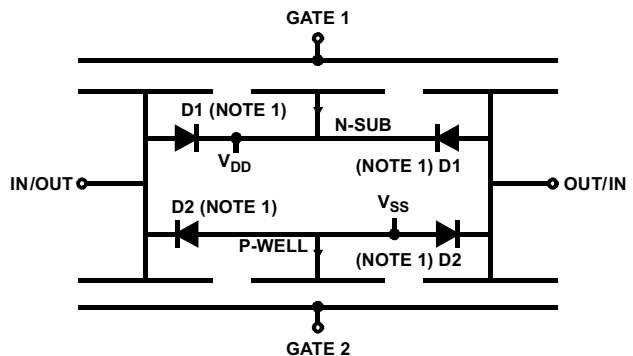 GATE 1
D1 (NOTE 1)
N-SUB
VDD
(NOTE 1) D1
IN/OUT
OUT/IN
D2 (NOTE 1)
VSS
P-WELL
(NOTE 1) D2
GATE 2